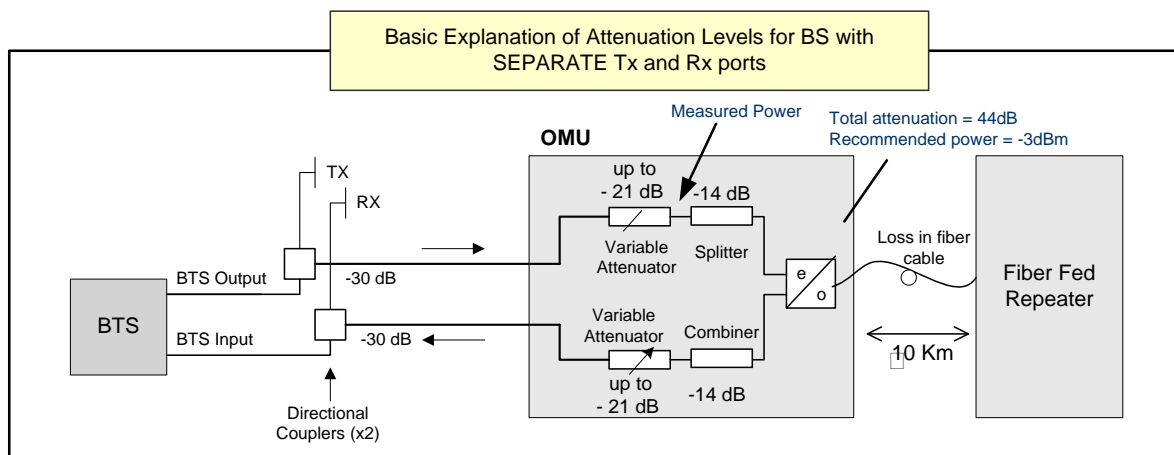 Basic Explanation of Attenuation Levels for BS with
SEPARATE Tx and Rx ports
Measured Power
Total attenuation = 44dB
Recommended power = -3dBm
OMU
TX
RX
up to
- 21 dB
-14 dB
Variable
Attenuator
Splitter
BTS Output
-30 dB
e
o
Loss in fiber
cable
Fiber Fed
Repeater
BTS
BTS Input
-30 dB
Variable
Attenuator
Combiner
up to
- 21 dB
-14 dB
10 Km
Directional
Couplers (x2)